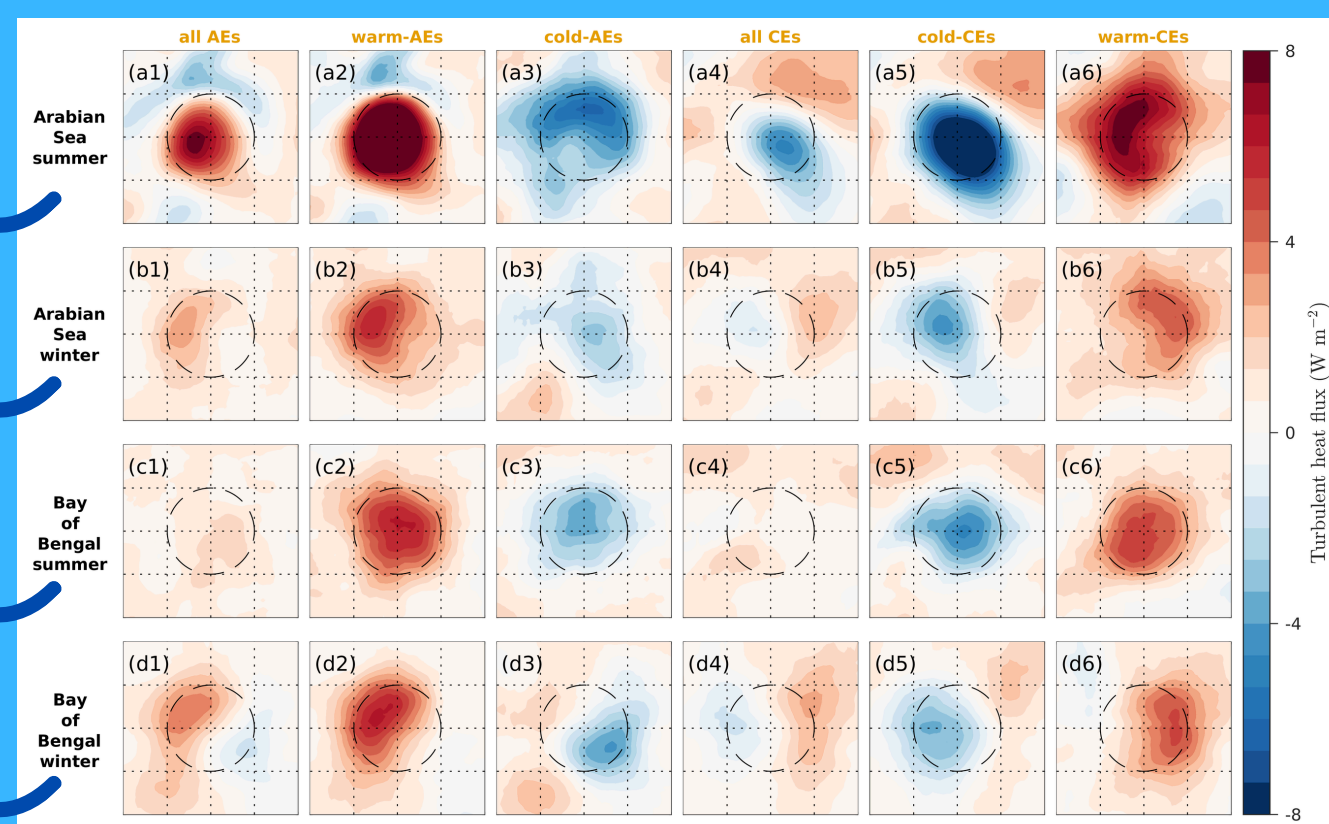 all AEs warm-AEs cold-AEs all CEs cold-CEs warm-CEs
Arabian
Sea
summer
(a1) (a2) (a3) (a4) (a5) (a6)
Arabian
Sea
winter
(b1) (b2) (b3) (b4) (b5) (b6)
Bay
of
Bengal
summer
(c1) (c2) (c3) (c4) (c5) (c6)
Bay
of
Bengal
winter
(d1) (d2) (d3) (d4) (d5) (d6)
8
4
0
-4
-8
Turbulent heat flux (W m⁻²)